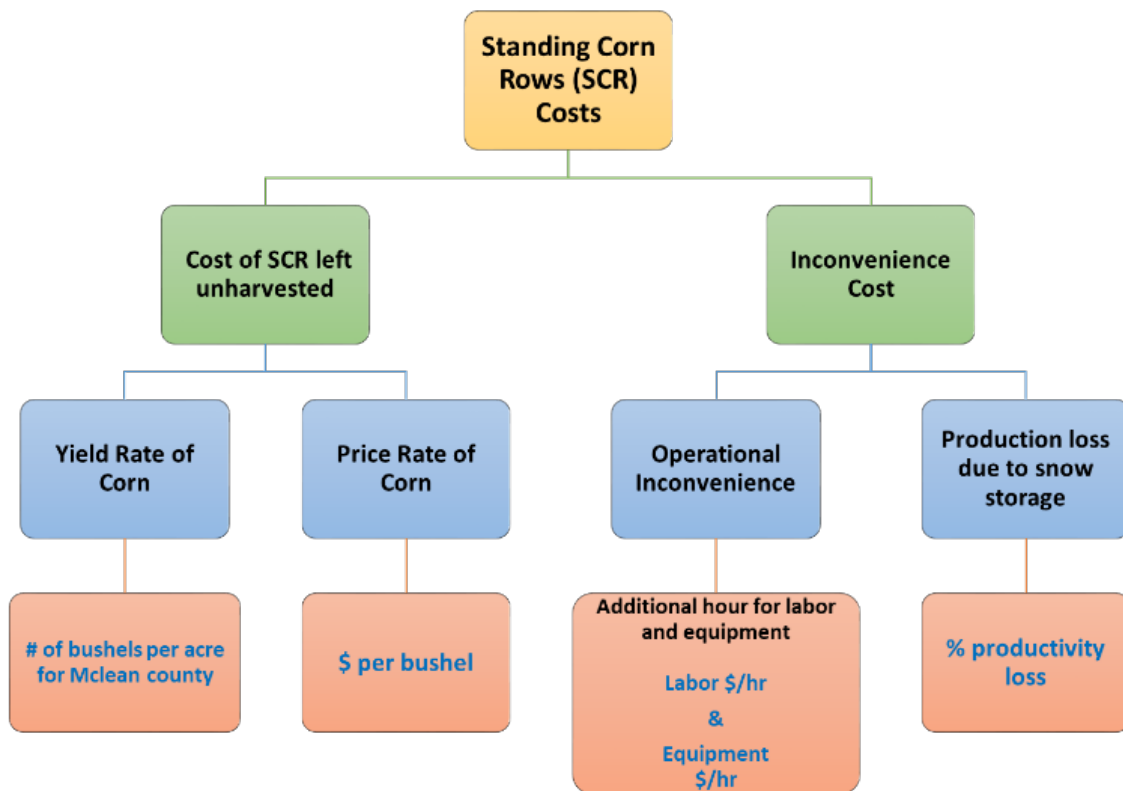 Standing Corn
Rows (SCR)
Costs
Cost of SCR left
unharvested
Inconvenience
Cost
Yield Rate of
Corn
Price Rate of
Corn
Operational
Inconvenience
Production loss
due to snow
storage
# of bushels per acre
for Mclean county
$ per bushel
Additional hour for labor
and equipment
Labor $/hr
&
Equipment
$/hr
% productivity
loss